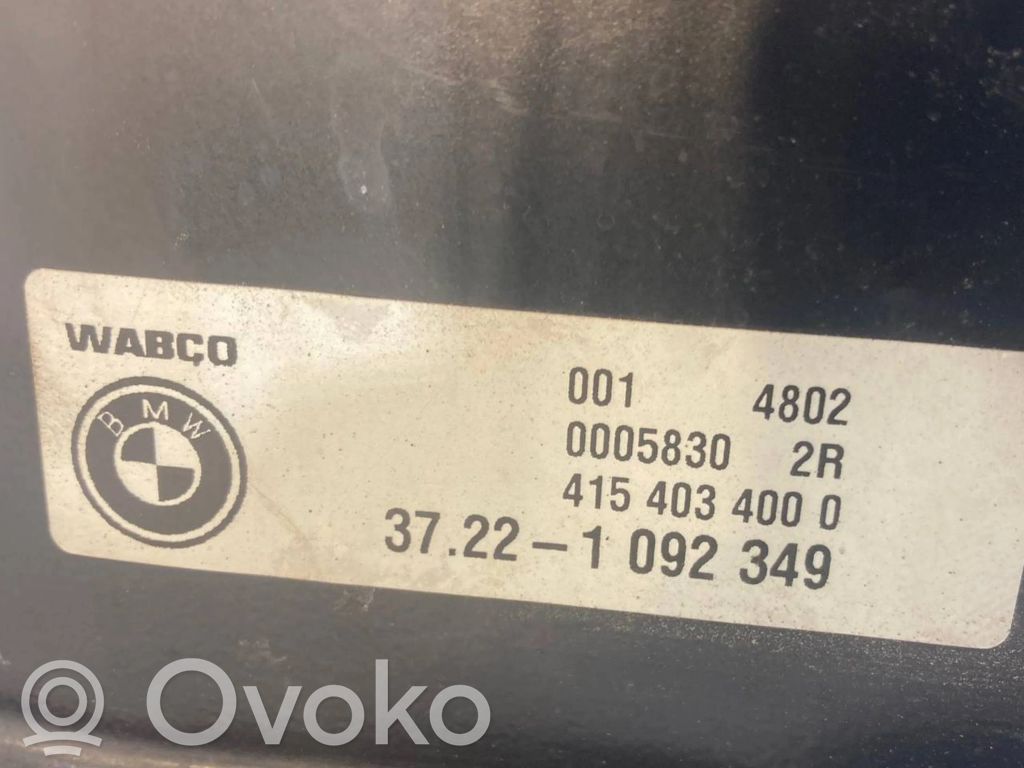 WABCO
BMW
001 4802
0005830 2R
415 403 400 0
37.22-1 092 349
Ovoko